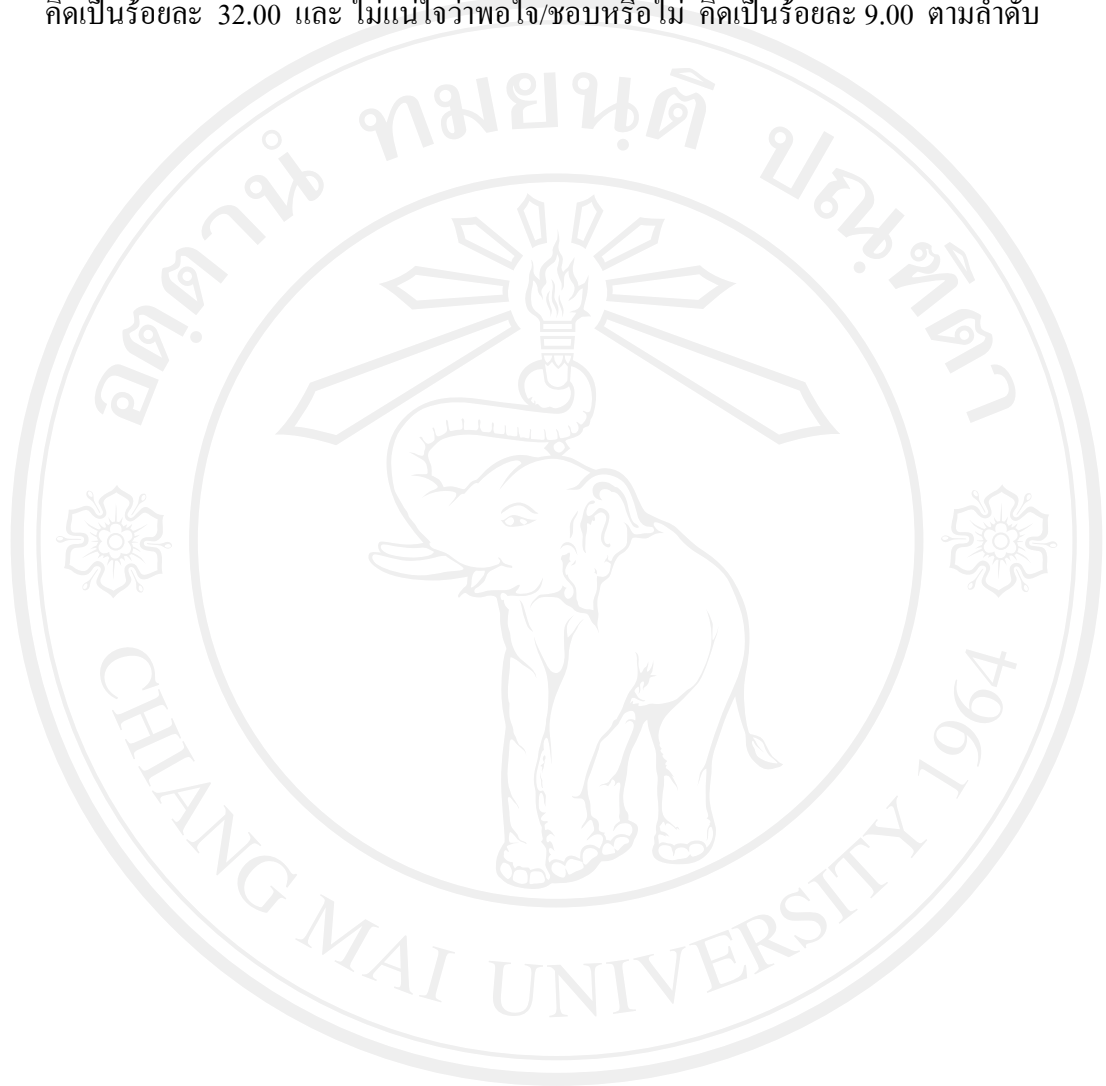 คิดเป็นร้อยละ 32.00 และ ไม่แน่ใจว่าพอใจ/ชอบหรือไม่ คิดเป็นร้อยละ 9.00 ตามลำดับ
อตฺตานํ ทมยนฺติ ปณฺฑิตา
CHIANG MAI UNIVERSITY 1964